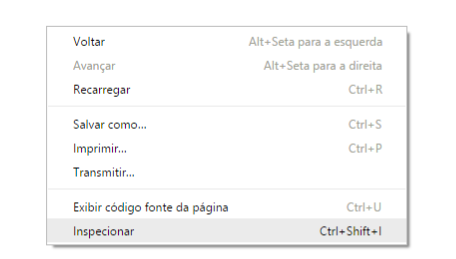 Voltar Alt+Seta para a esquerda
Avançar Alt+Seta para a direita
Recarregar Ctrl+R
Salvar como... Ctrl+S
Imprimir... Ctrl+P
Transmitir...
Exibir código fonte da página Ctrl+U
Inspecionar Ctrl+Shift+I